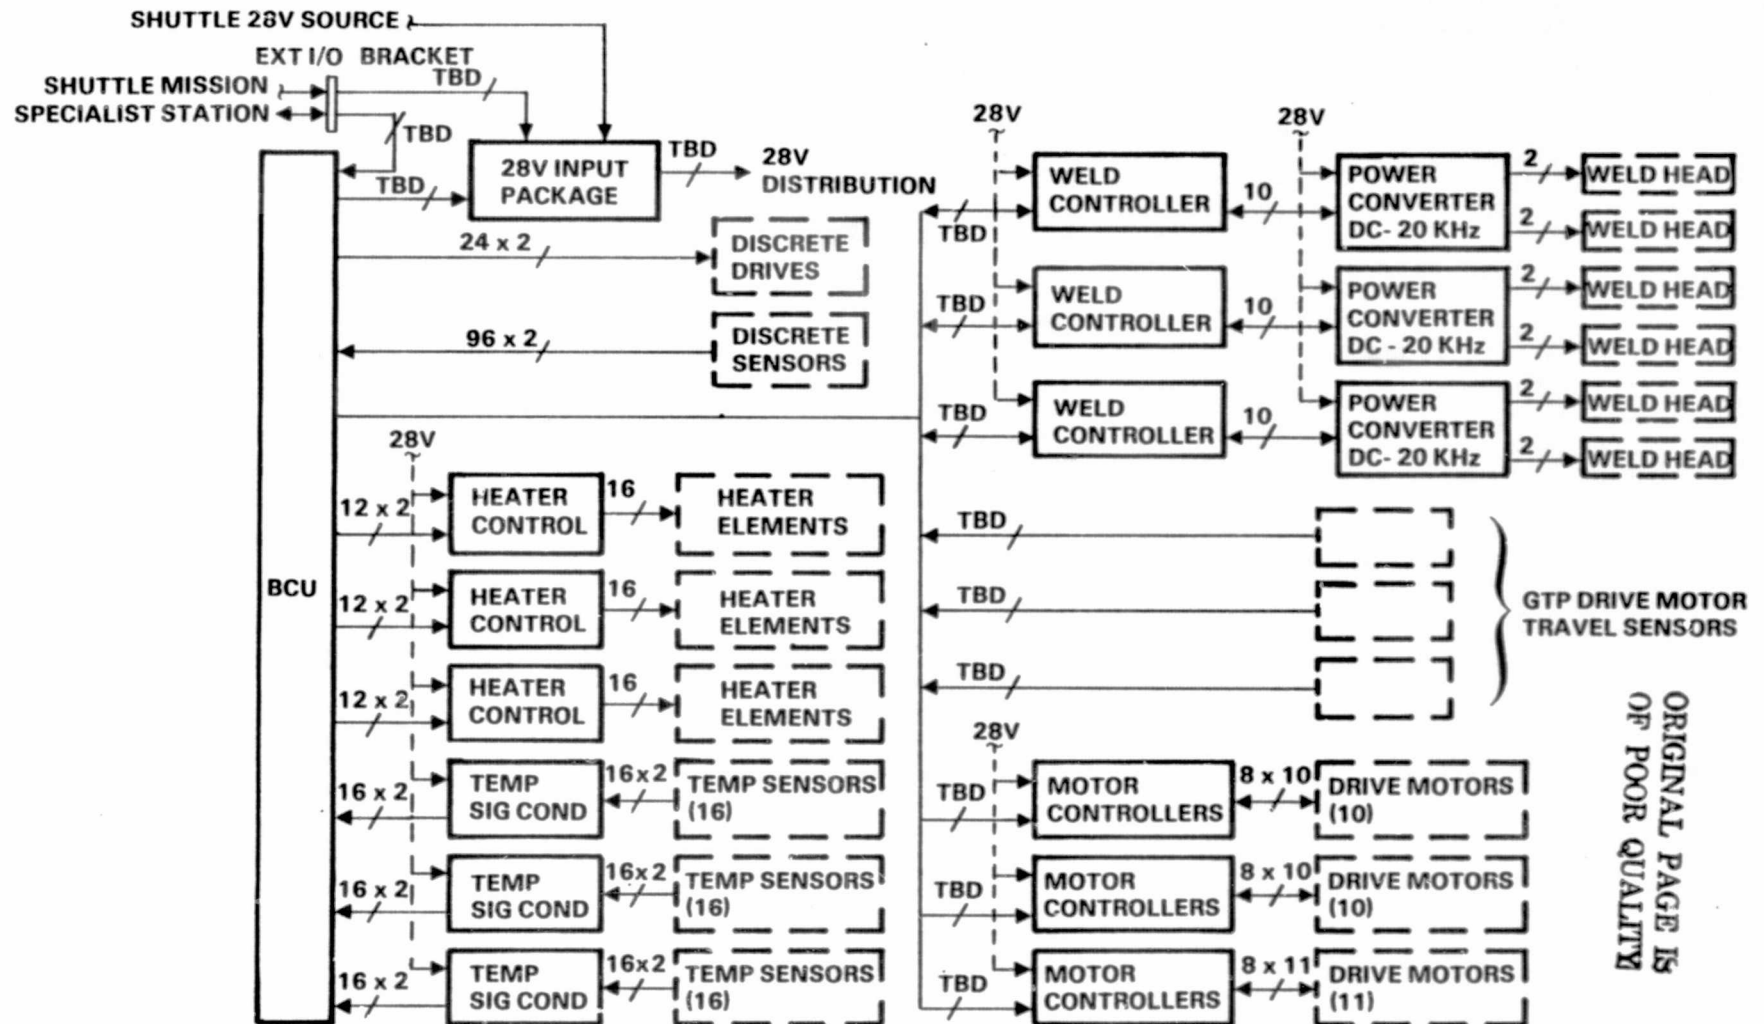 SHUTTLE 28V SOURCE
EXT I/O BRACKET
SHUTTLE MISSION
SPECIALIST STATION
TBD
TBD
TBD
28V INPUT
PACKAGE
TBD
28V
DISTRIBUTION
24 x 2
DISCRETE
DRIVES
96 x 2
DISCRETE
SENSORS
BCU
28V
12 x 2
HEATER
CONTROL
16
HEATER
ELEMENTS
12 x 2
HEATER
CONTROL
16
HEATER
ELEMENTS
12 x 2
HEATER
CONTROL
16
HEATER
ELEMENTS
16 x 2
TEMP
SIG COND
16x2
TEMP SENSORS
(16)
16 x 2
TEMP
SIG COND
16x2
TEMP SENSORS
(16)
16 x 2
TEMP
SIG COND
16x2
TEMP SENSORS
(16)
28V
28V
TBD
WELD
CONTROLLER
10
POWER
CONVERTER
DC- 20 KHz
2
WELD HEAD
2
WELD HEAD
TBD
WELD
CONTROLLER
10
POWER
CONVERTER
DC - 20 KHz
2
WELD HEAD
2
WELD HEAD
TBD
WELD
CONTROLLER
10
POWER
CONVERTER
DC- 20 KHz
2
WELD HEAD
2
WELD HEAD
TBD
TBD
TBD
GTP DRIVE MOTOR
TRAVEL SENSORS
28V
TBD
MOTOR
CONTROLLERS
8 x 10
DRIVE MOTORS
(10)
TBD
MOTOR
CONTROLLERS
8 x 10
DRIVE MOTORS
(10)
TBD
MOTOR
CONTROLLERS
8 x 11
DRIVE MOTORS
(11)
ORIGINAL PAGE IS
OF POOR QUALITY